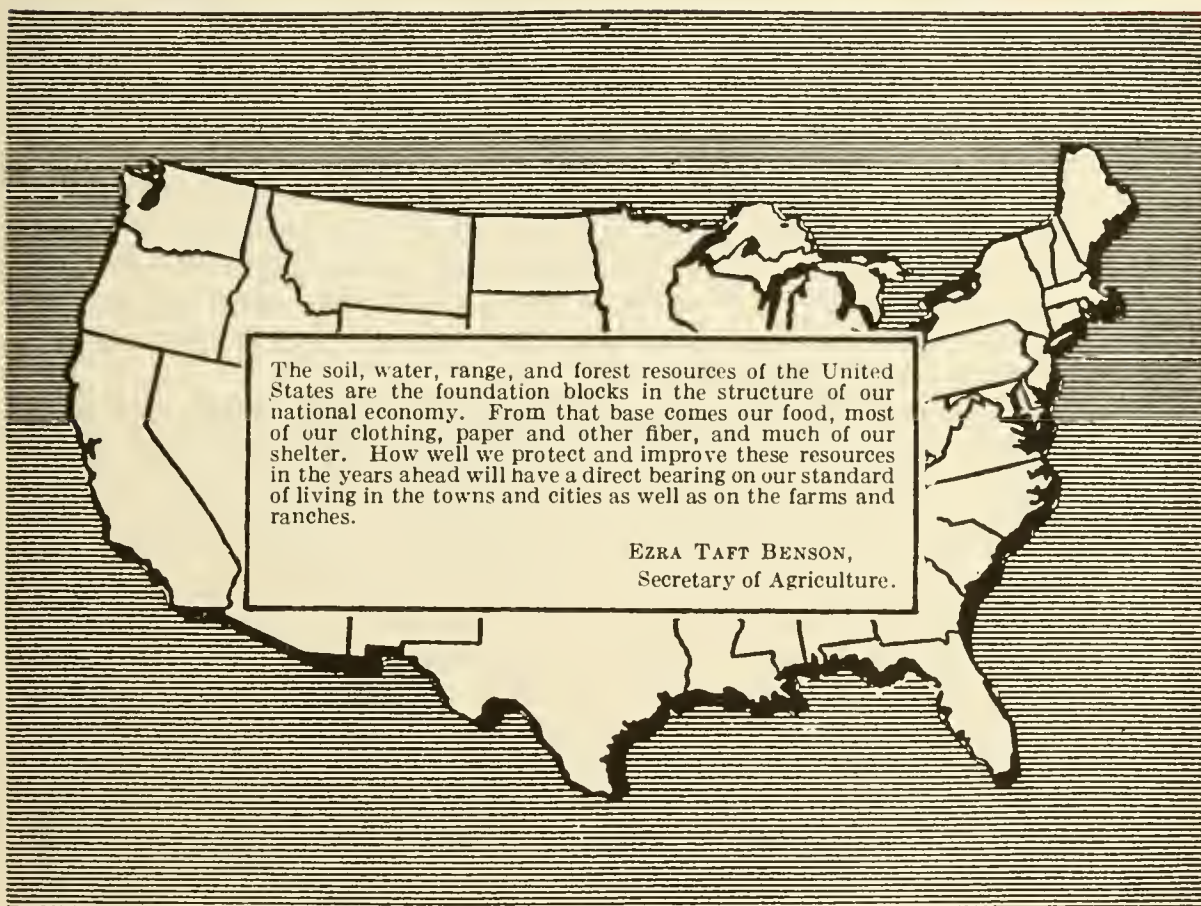 The soil, water, range, and forest resources of the United
States are the foundation blocks in the structure of our
national economy. From that base comes our food, most
of our clothing, paper and other fiber, and much of our
shelter. How well we protect and improve these resources
in the years ahead will have a direct bearing on our standard
of living in the towns and cities as well as on the farms and
ranches.
EZRA TAFT BENSON,
Secretary of Agriculture.